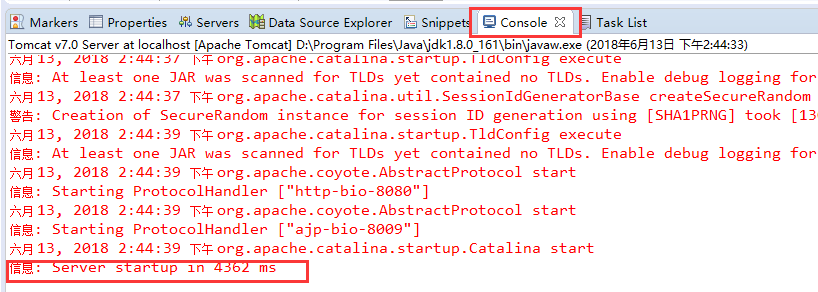 Markers Properties Servers Data Source Explorer Snippets Console Task List
Tomcat v7.0 Server at localhost [Apache Tomcat] D:\Program Files\Java\jdk1.8.0_161\bin\javaw.exe (2018年6月13日 下午2:44:33)
六月 13, 2018 2:44:37 下午 org.apache.catalina.startup.TldConfig execute
信息: At least one JAR was scanned for TLDs yet contained no TLDs. Enable debug logging for
六月 13, 2018 2:44:37 下午 org.apache.catalina.util.SessionIdGeneratorBase createSecureRandom
警告: Creation of SecureRandom instance for session ID generation using [SHA1PRNG] took [13
六月 13, 2018 2:44:39 下午 org.apache.catalina.startup.TldConfig execute
信息: At least one JAR was scanned for TLDs yet contained no TLDs. Enable debug logging for
六月 13, 2018 2:44:39 下午 org.apache.coyote.AbstractProtocol start
信息: Starting ProtocolHandler ["http-bio-8080"]
六月 13, 2018 2:44:39 下午 org.apache.coyote.AbstractProtocol start
信息: Starting ProtocolHandler ["ajp-bio-8009"]
六月 13, 2018 2:44:39 下午 org.apache.catalina.startup.Catalina start
信息: Server startup in 4362 ms